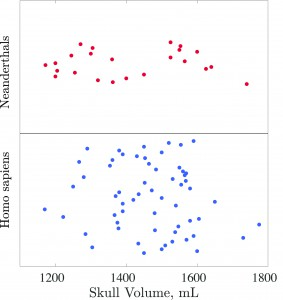 Neanderthals
Homo sapiens
1200 1400 1600 1800
Skull Volume, mL